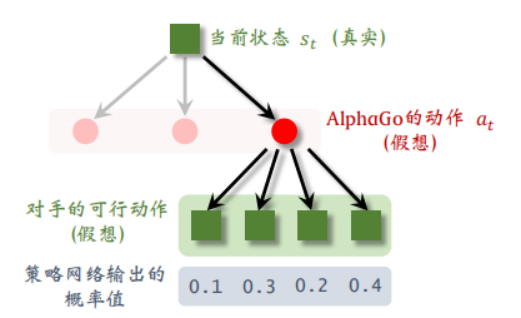 当前状态 s_t (真实)
AlphaGo的动作 a_t
(假想)
对手的可行动作
(假想)
策略网络输出的
概率值
0.1 0.3 0.2 0.4